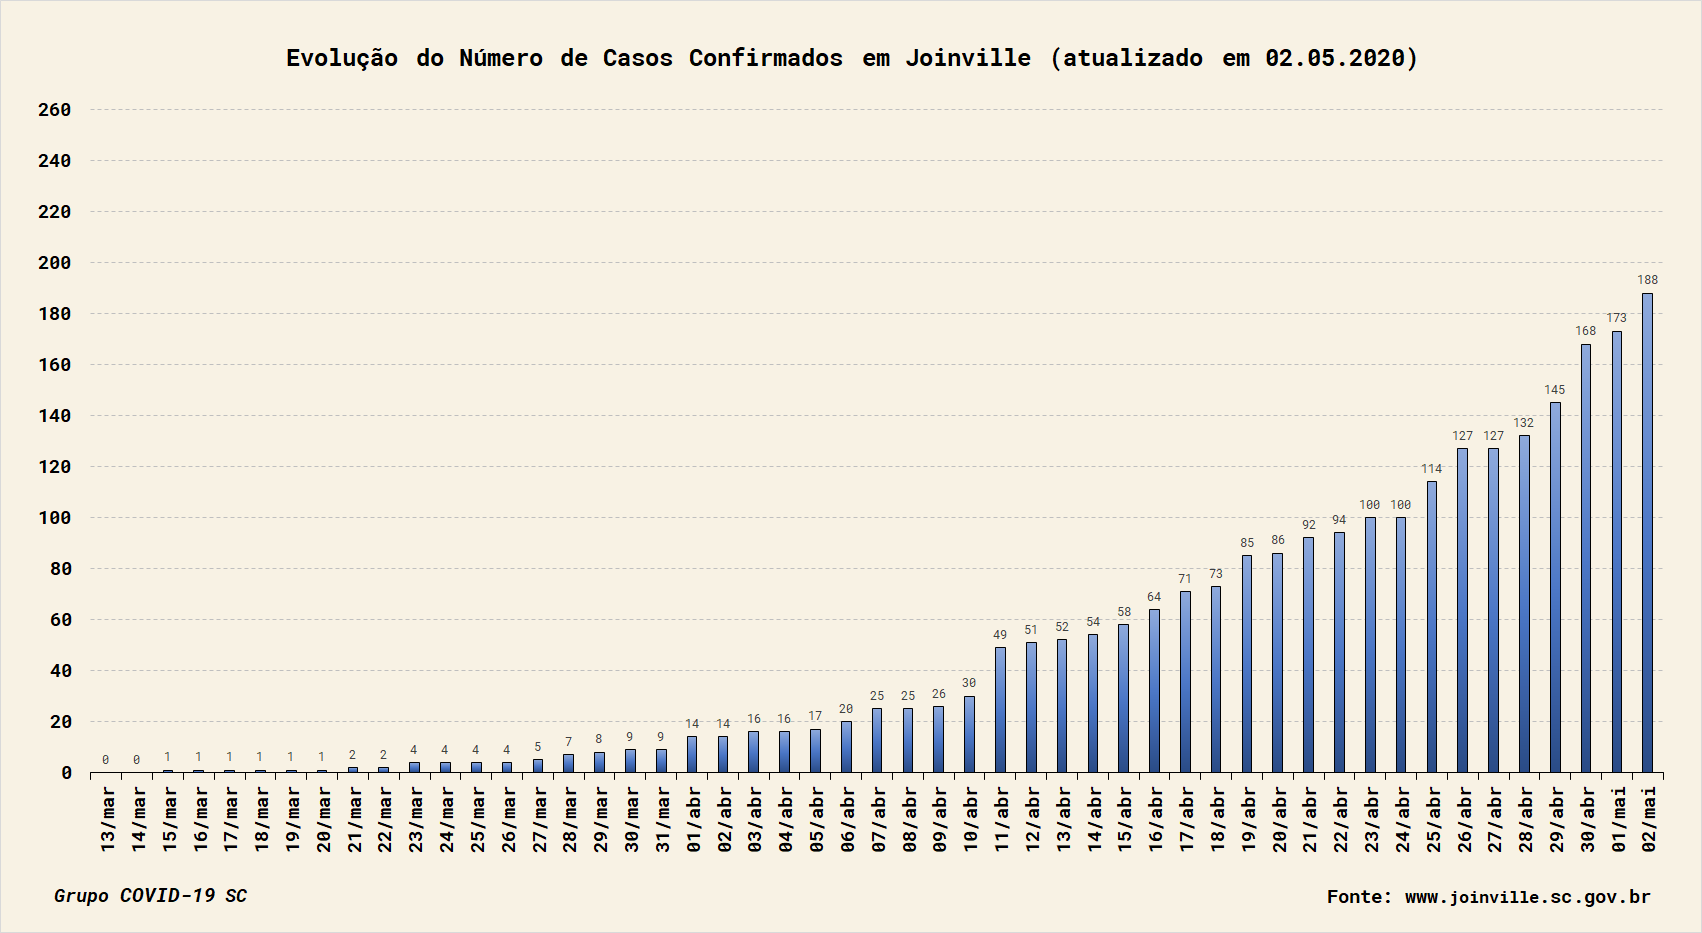 Evolução do Número de Casos Confirmados em Joinville (atualizado em 02.05.2020)
260
240
220
200
180
160
140
120
100
80
60
40
20
0
0 0 1 1 1 1 1 1 2 2 4 4 4 4 5 7 8 9 9 14 14 16 16 17 20 25 25 26 30 49 51 52 54 58 64 71 73 85 86 92 94 100 100 114 127 127 132 145 168 173 188
13/mar 14/mar 15/mar 16/mar 17/mar 18/mar 19/mar 20/mar 21/mar 22/mar 23/mar 24/mar 25/mar 26/mar 27/mar 28/mar 29/mar 30/mar 31/mar 01/abr 02/abr 03/abr 04/abr 05/abr 06/abr 07/abr 08/abr 09/abr 10/abr 11/abr 12/abr 13/abr 14/abr 15/abr 16/abr 17/abr 18/abr 19/abr 20/abr 21/abr 22/abr 23/abr 24/abr 25/abr 26/abr 27/abr 28/abr 29/abr 30/abr 01/mai 02/mai
Grupo COVID-19 SC
Fonte: www.joinville.sc.gov.br